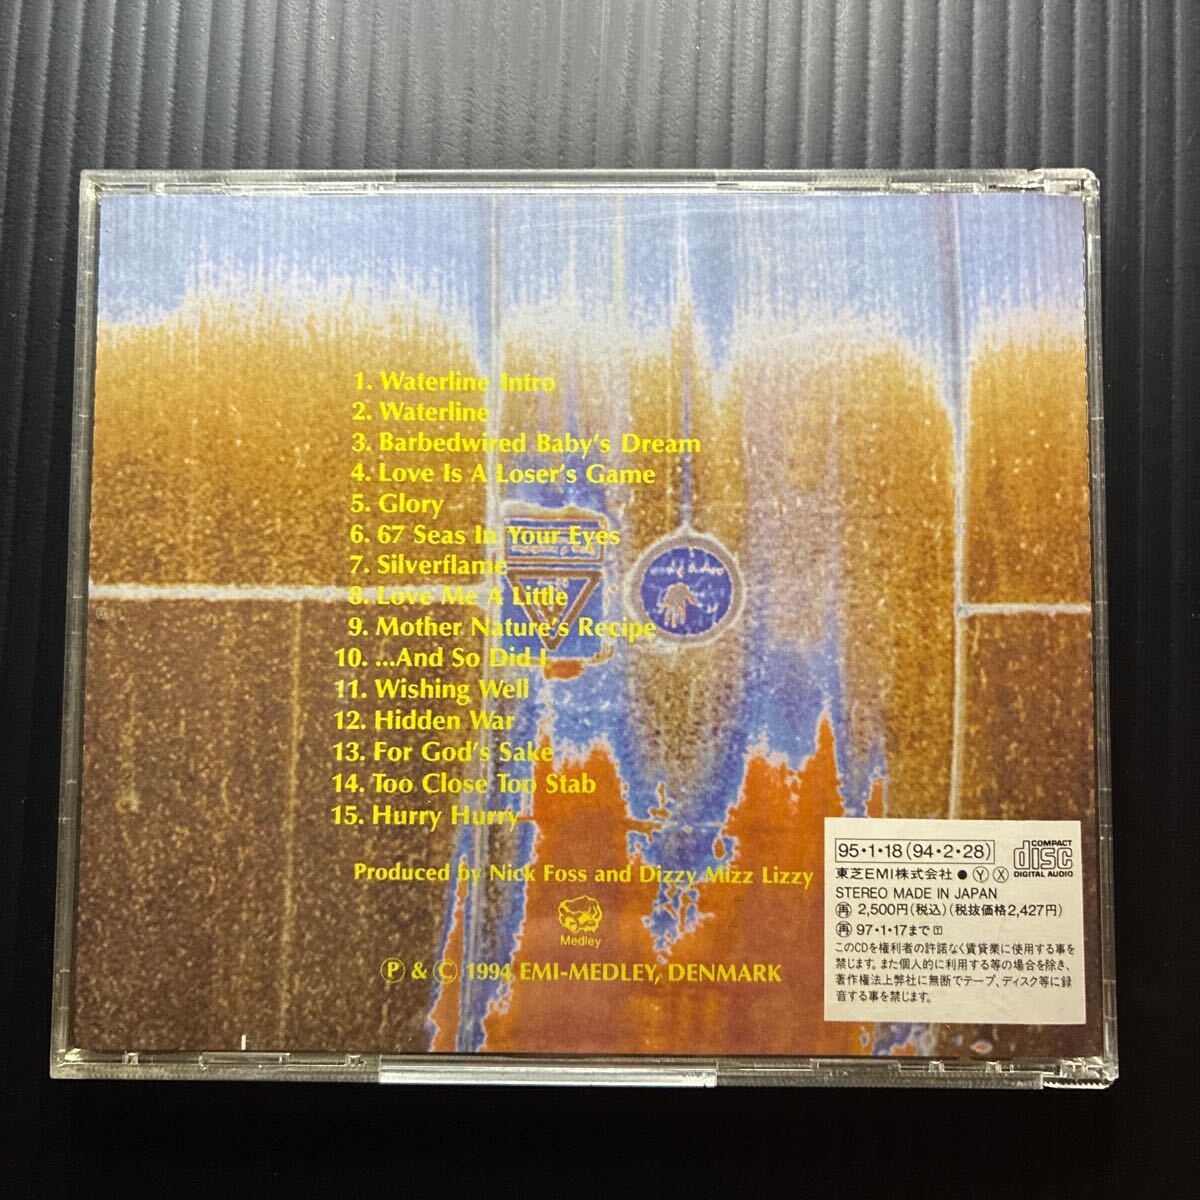 1. Waterline Intro
2. Waterline
3. Barbedwired Baby's Dream
4. Love Is A Loser's Game
5. Glory
6. 67 Seas In Your Eyes
7. Silverflame
8. Love Me A Little
9. Mother Nature's Recipe
10. ...And So Did I
11. Wishing Well
12. Hidden War
13. For God's Sake
14. Too Close Too Stab
15. Hurry Hurry
Produced by Nick Foss and Dizzy Mizz Lizzy
Medley
Ⓟ & © 1994 EMI-MEDLEY, DENMARK
95・1・18(94・2・28)
COMPACT
disc
DIGITAL AUDIO
東芝EMI株式会社 ● Ⓨ Ⓧ
STEREO MADE IN JAPAN
再 2,500円(税込)(税抜価格2,427円)
再 97・1・17まで
このCDを権利者の許諾なく賃貸業に使用する事を
禁じます。また個人的に利用する等の場合を除き、
著作権法上弊社に無断でテープ、ディスク等に録
音する事を禁じます。